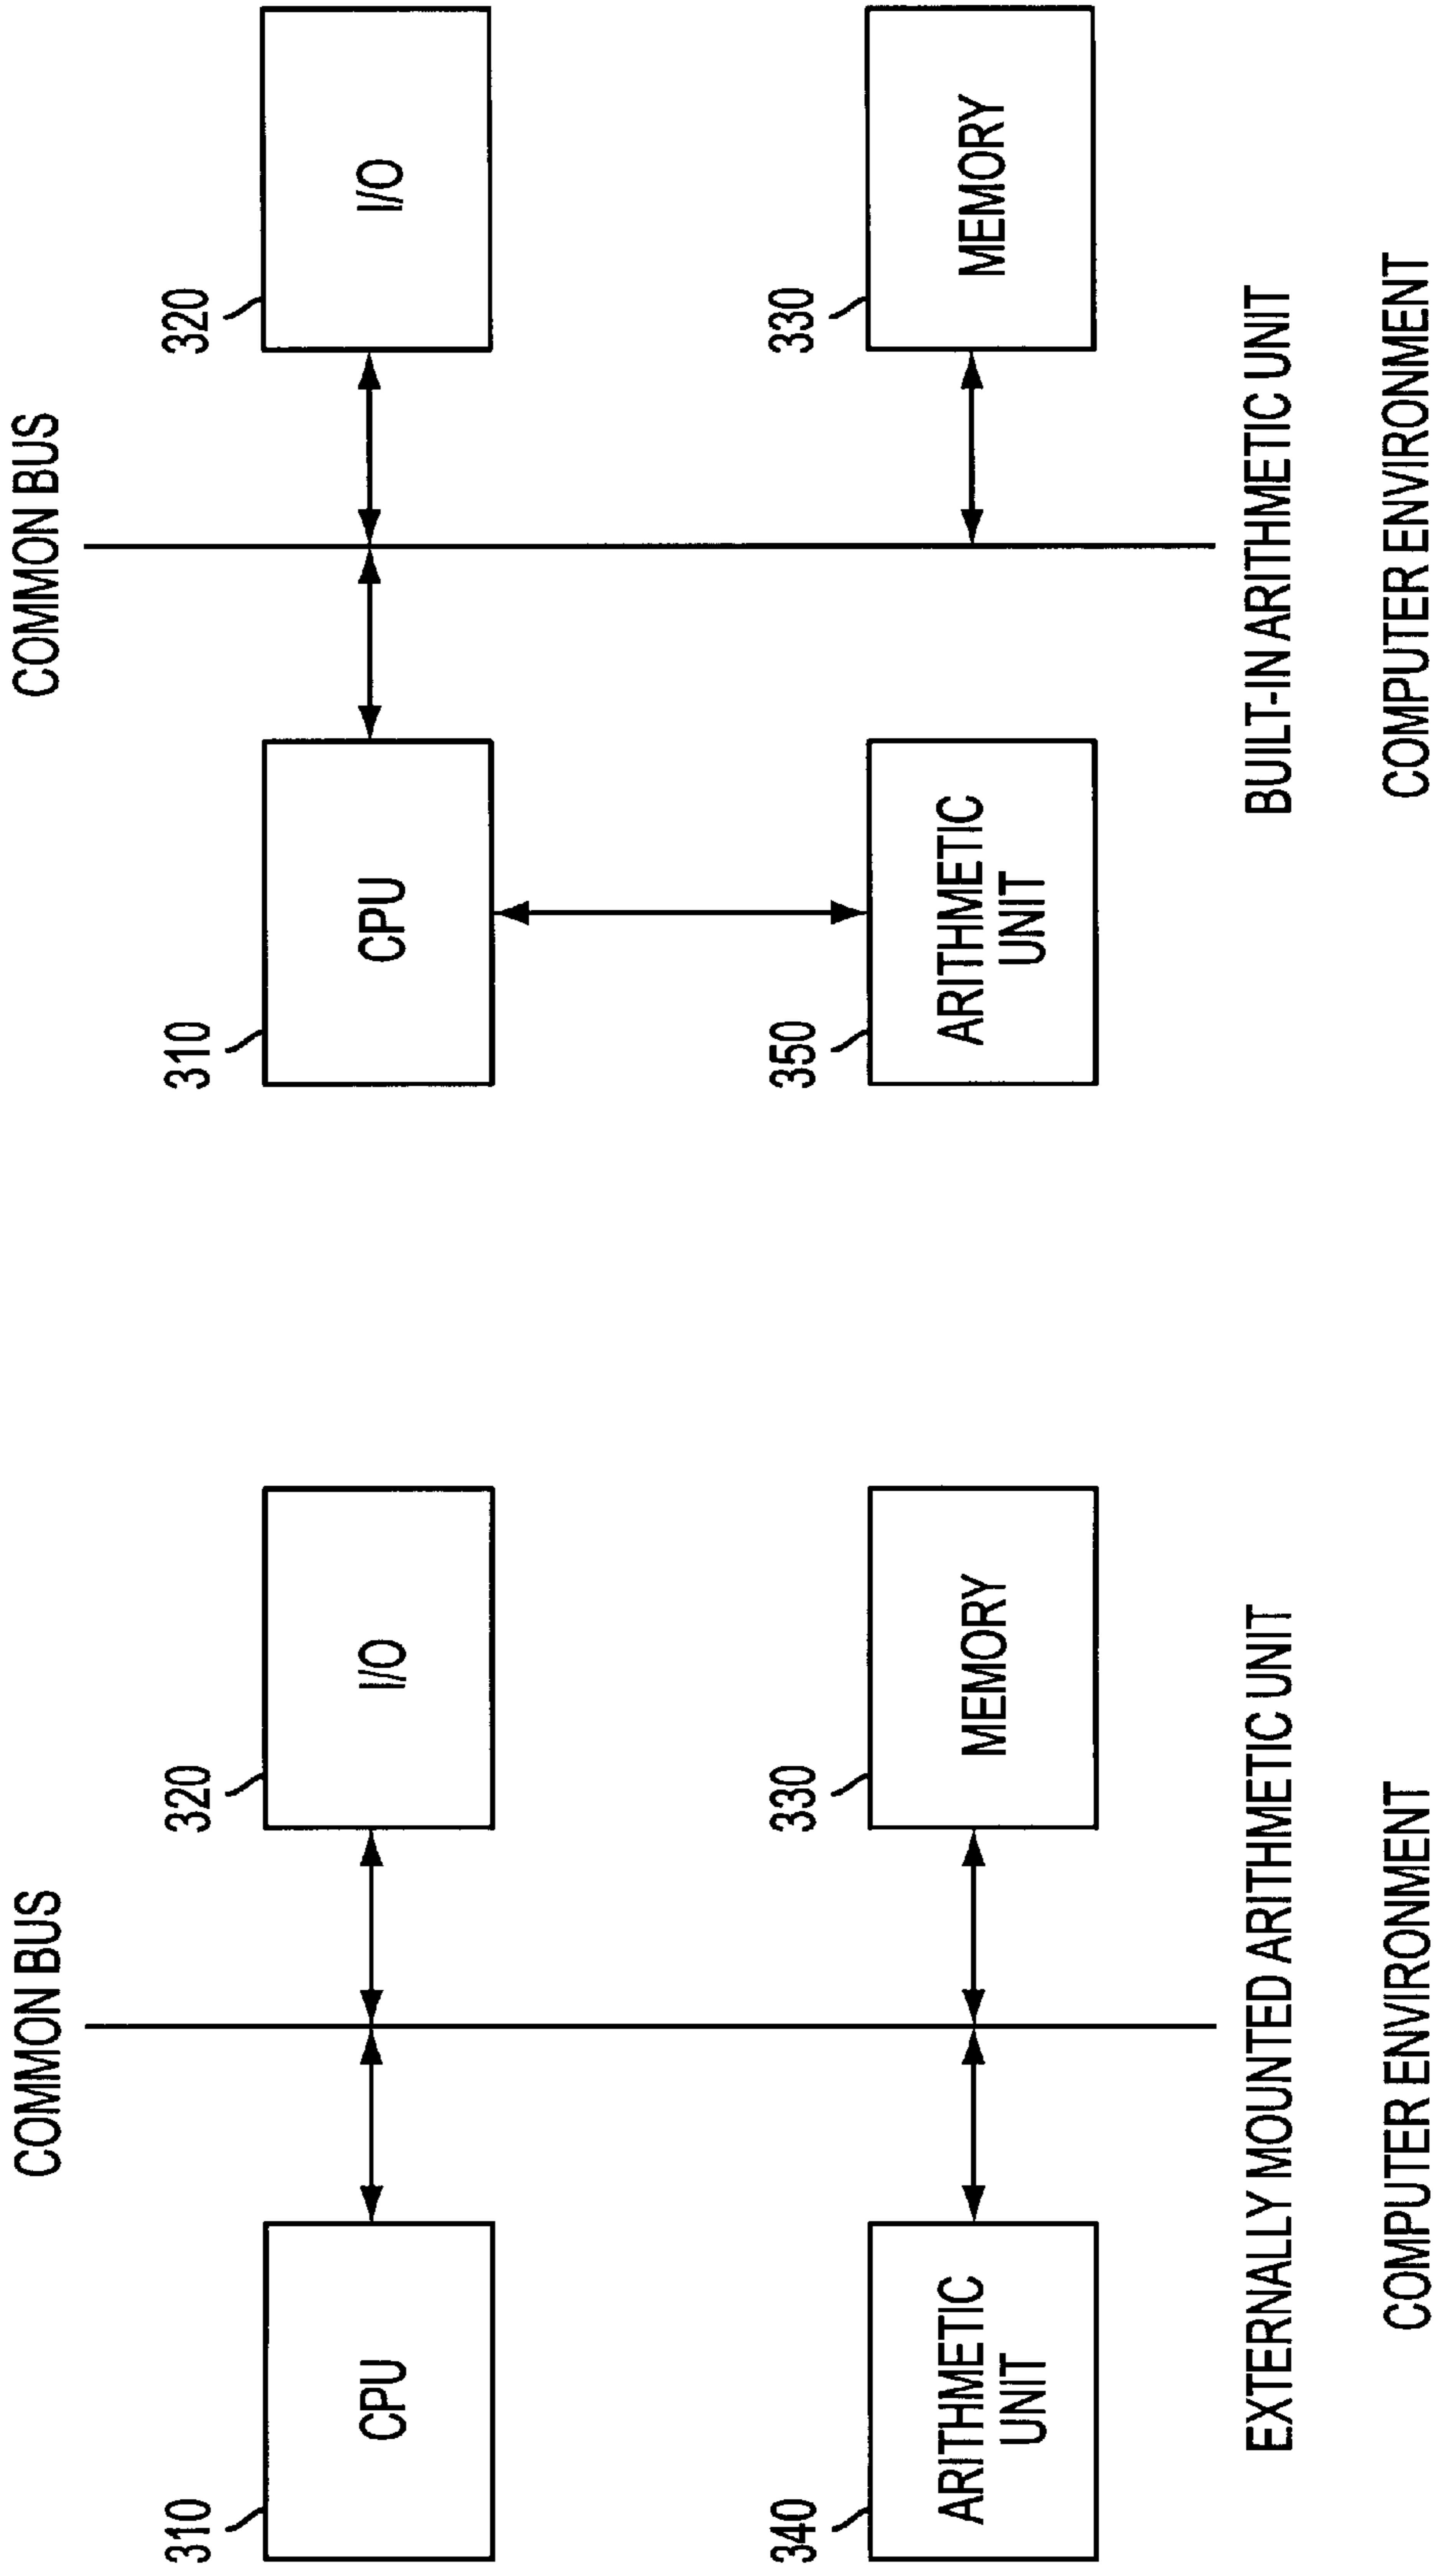 COMMON BUS
310
CPU
320
I/O
340
ARITHMETIC
UNIT
330
MEMORY
EXTERNALLY MOUNTED ARITHMETIC UNIT
COMPUTER ENVIRONMENT
COMMON BUS
310
CPU
320
I/O
350
ARITHMETIC
UNIT
330
MEMORY
BUILT-IN ARITHMETIC UNIT
COMPUTER ENVIRONMENT